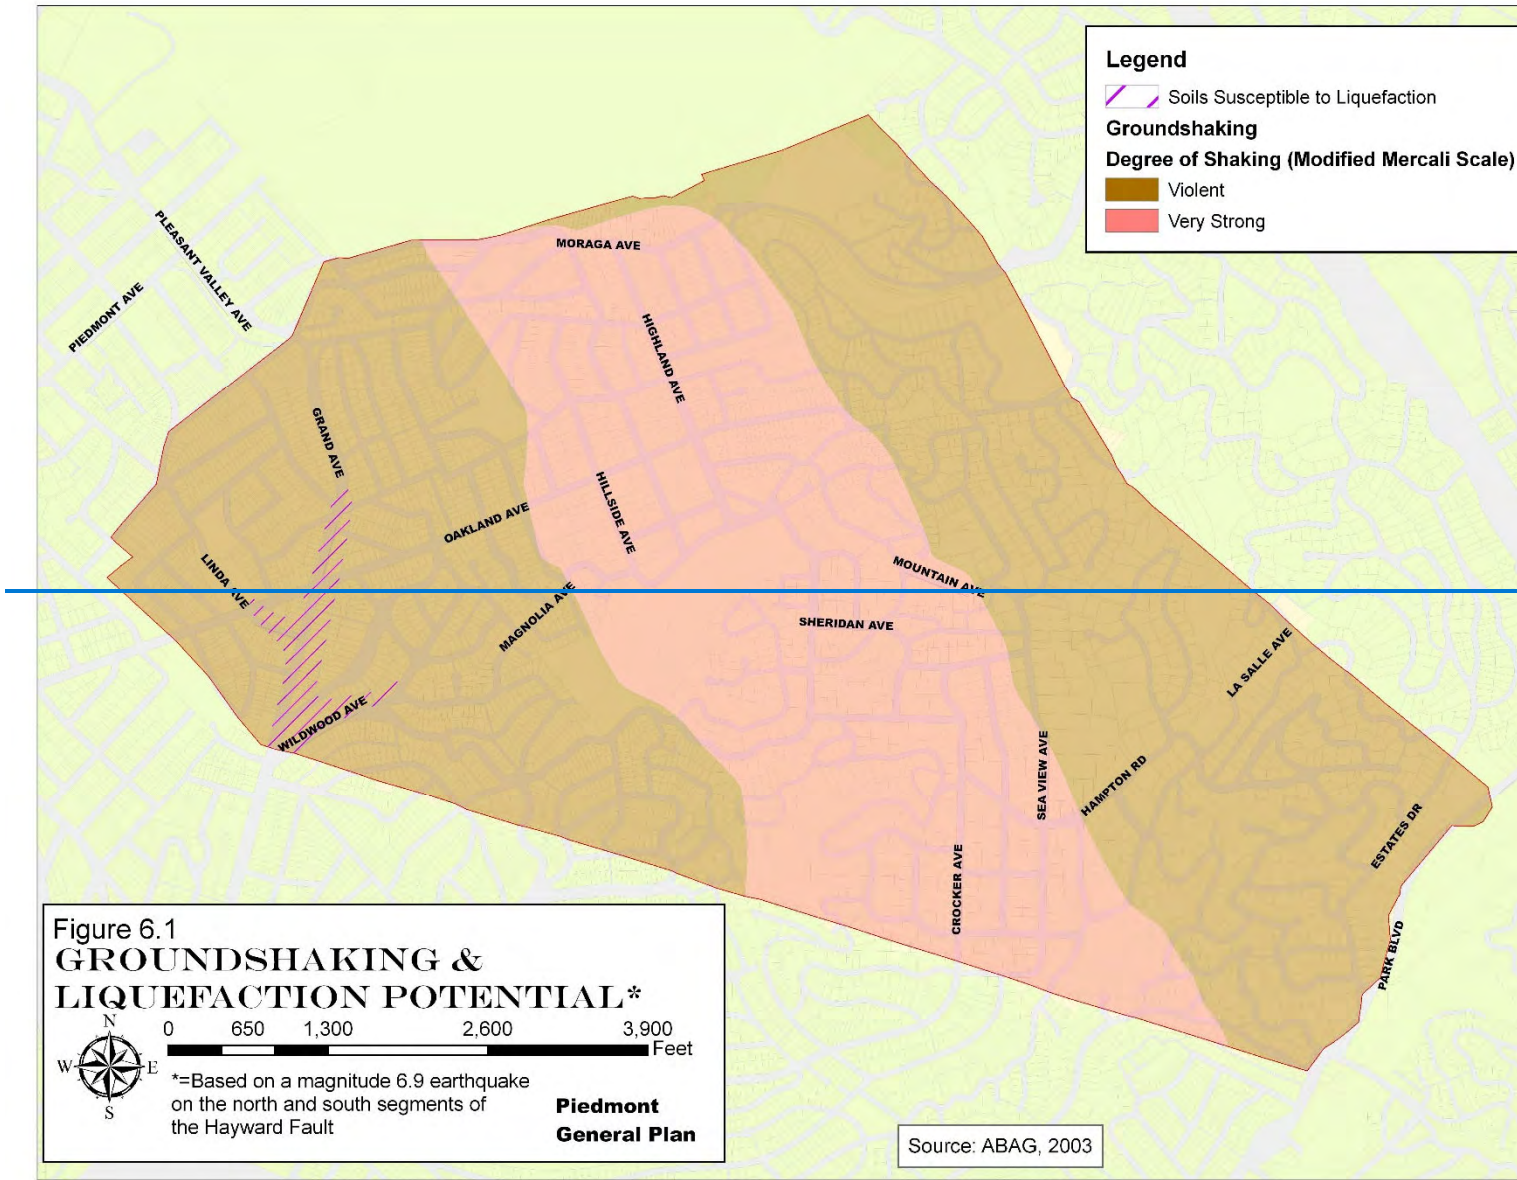 Legend
Soils Susceptible to Liquefaction
Groundshaking
Degree of Shaking (Modified Mercali Scale)
Violent
Very Strong
MORAGA AVE
PLEASANT VALLEY AVE
PIEDMONT AVE
HIGHLAND AVE
GRAND AVE
HILLSIDE AVE
OAKLAND AVE
LINDA AVE
MOUNTAIN AVE
MAGNOLIA AVE
SHERIDAN AVE
LA SALLE AVE
WILDWOOD AVE
SEA VIEW AVE
HAMPTON RD
ESTATES DR
CROCKER AVE
PARK BLVD
Figure 6.1
GROUNDSHAKING &
LIQUEFACTION POTENTIAL*
N
W
E
S
0 650 1,300 2,600 3,900
Feet
*=Based on a magnitude 6.9 earthquake
on the north and south segments of
the Hayward Fault
Piedmont
General Plan
Source: ABAG, 2003